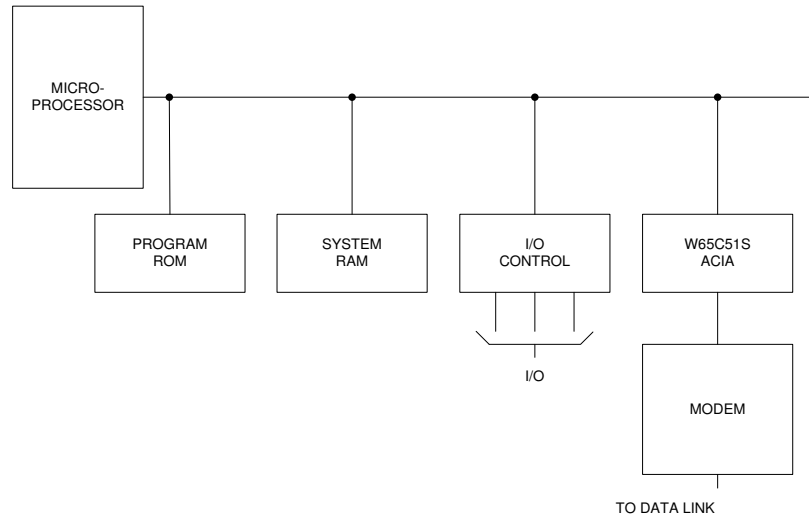 MICRO-
PROCESSOR
PROGRAM
ROM
SYSTEM
RAM
I/O
CONTROL
W65C51S
ACIA
I/O
MODEM
TO DATA LINK